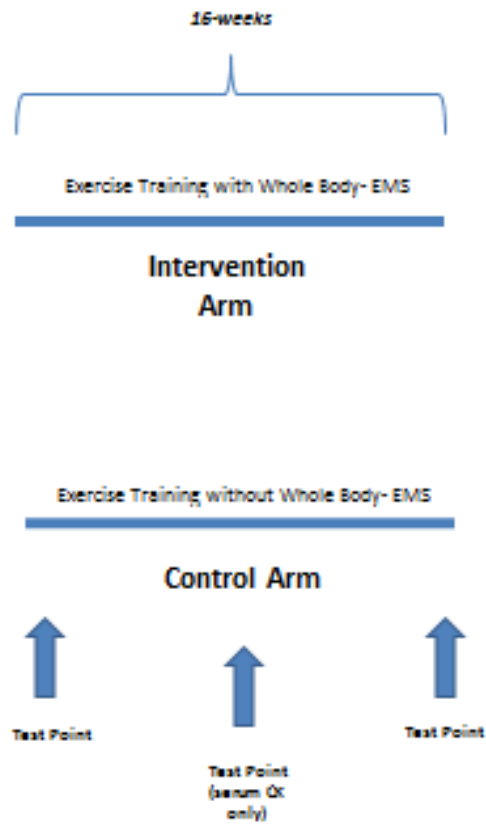 16-weeks
Exercise Training with Whole Body- EMS
Intervention
Arm
Exercise Training without Whole Body- EMS
Control Arm
Test Point
Test Point
Test Point
(serum CK
only)